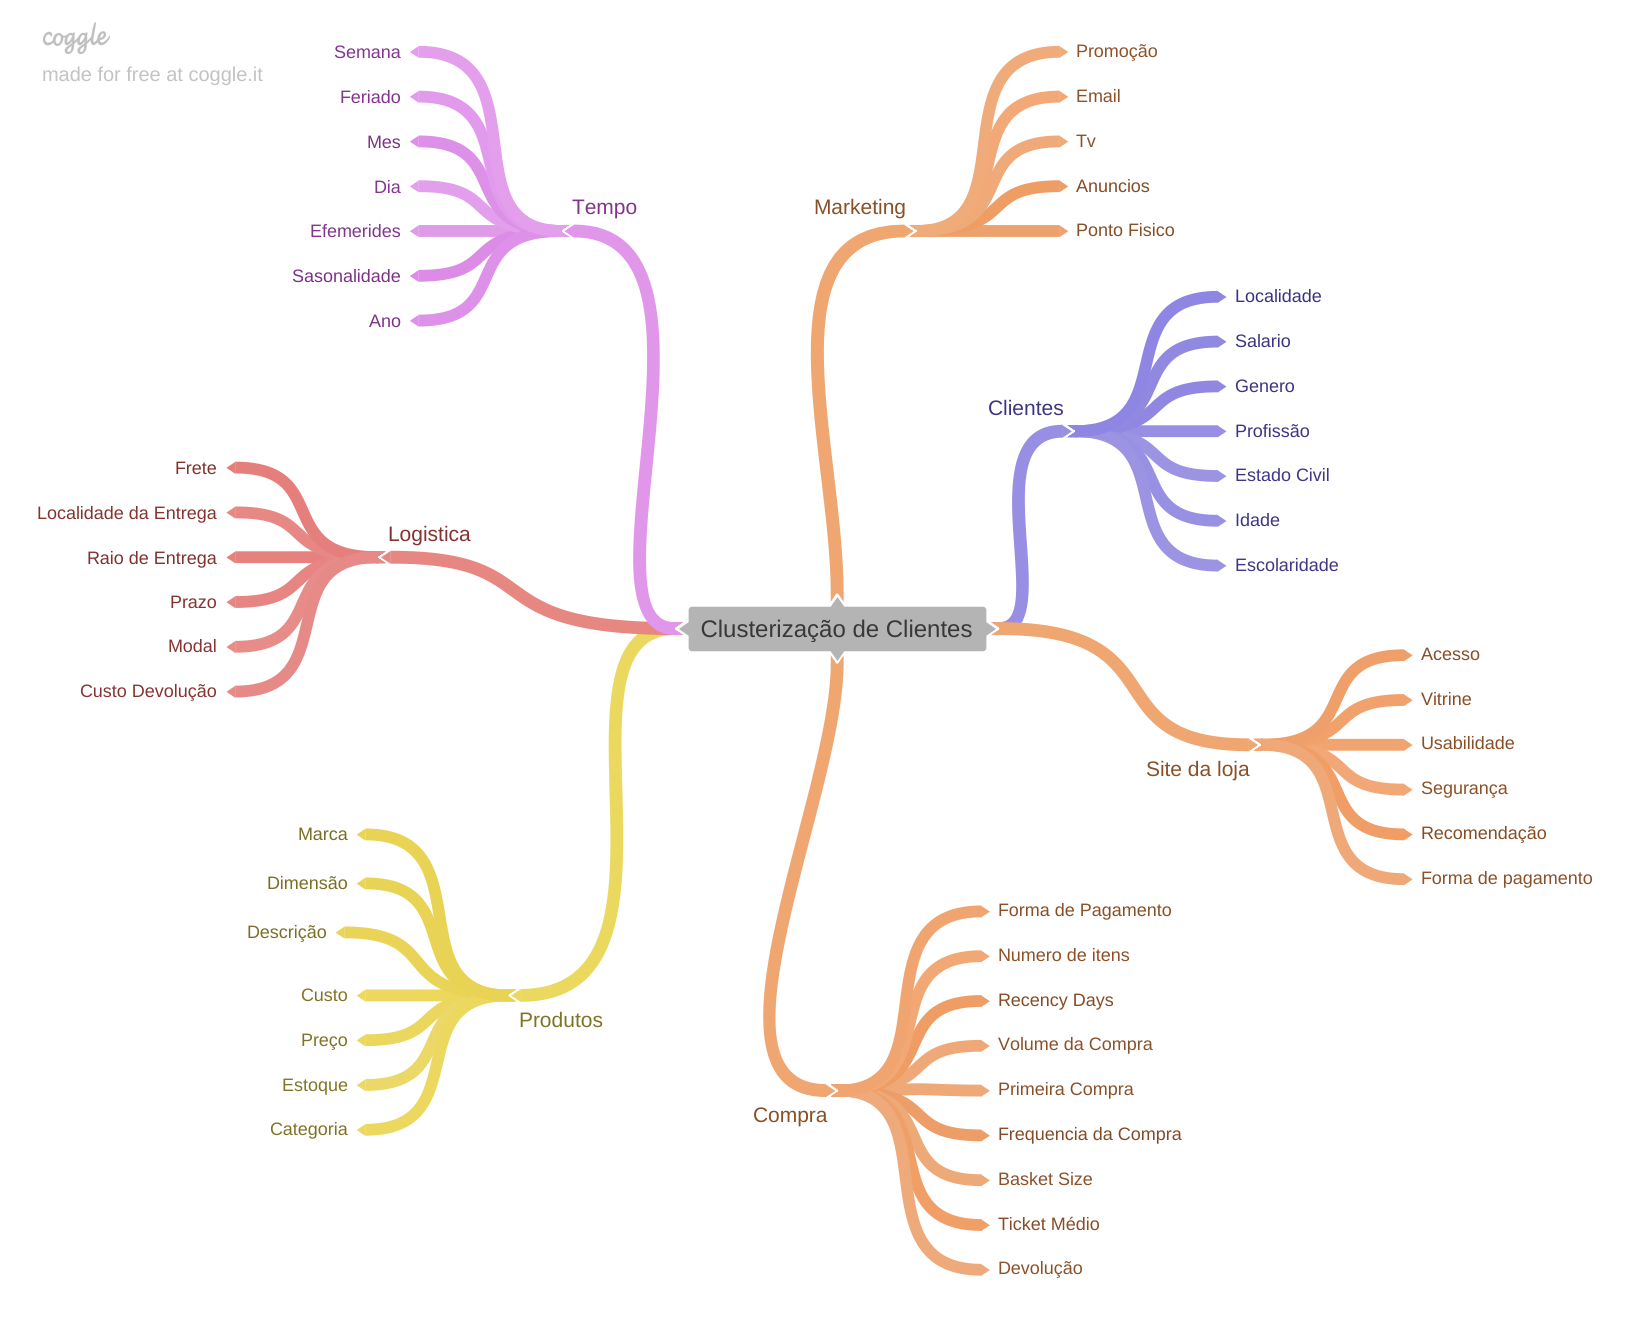 coggle
made for free at coggle.it
Clusterização de Clientes
Tempo
Semana
Feriado
Mes
Dia
Efemerides
Sasonalidade
Ano
Marketing
Promoção
Email
Tv
Anuncios
Ponto Fisico
Clientes
Localidade
Salario
Genero
Profissão
Estado Civil
Idade
Escolaridade
Logistica
Frete
Localidade da Entrega
Raio de Entrega
Prazo
Modal
Custo Devolução
Site da loja
Acesso
Vitrine
Usabilidade
Segurança
Recomendação
Forma de pagamento
Produtos
Marca
Dimensão
Descrição
Custo
Preço
Estoque
Categoria
Compra
Forma de Pagamento
Numero de itens
Recency Days
Volume da Compra
Primeira Compra
Frequencia da Compra
Basket Size
Ticket Médio
Devolução